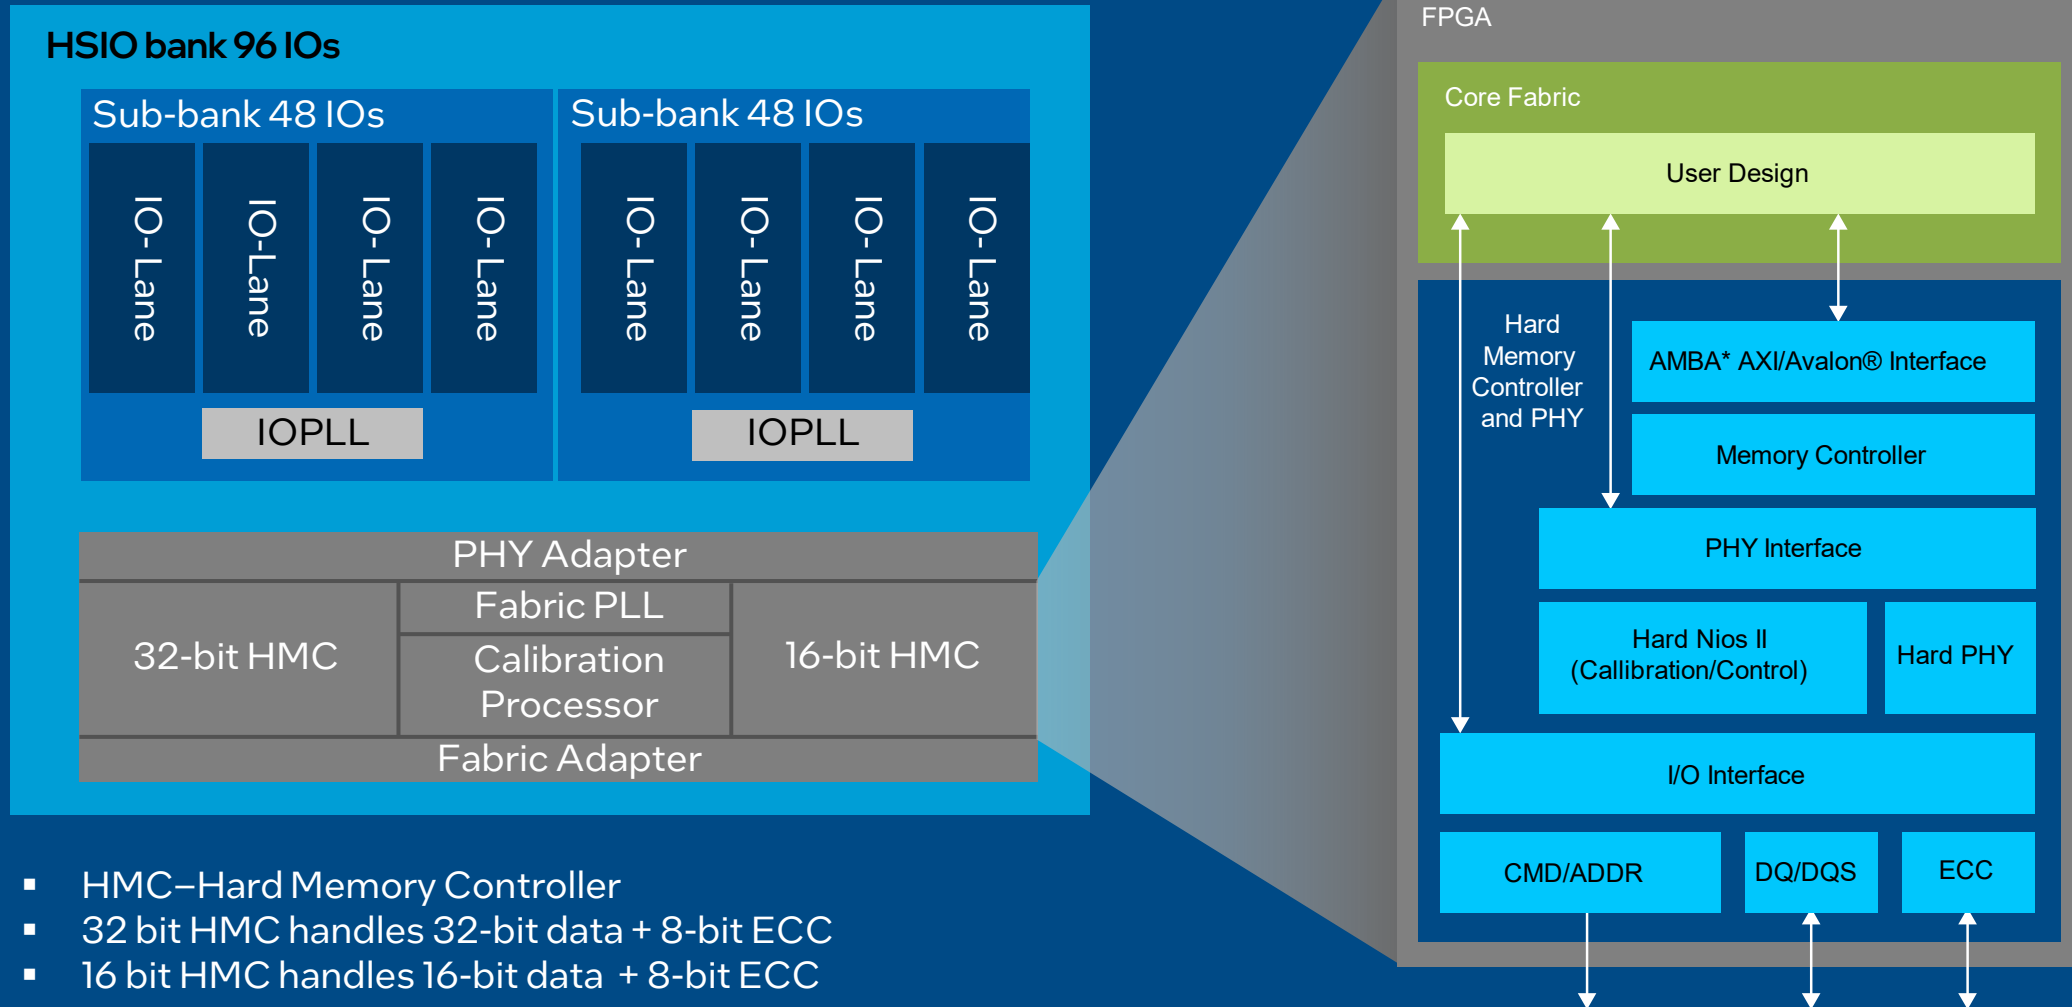 HSIO bank 96 IOs
Sub-bank 48 IOs
IO-Lane
IO-Lane
IO-Lane
IO-Lane
IOPLL
Sub-bank 48 IOs
IO-Lane
IO-Lane
IO-Lane
IO-Lane
IOPLL
PHY Adapter
32-bit HMC
Fabric PLL
Calibration
Processor
16-bit HMC
Fabric Adapter
▪ HMC–Hard Memory Controller
▪ 32 bit HMC handles 32-bit data + 8-bit ECC
▪ 16 bit HMC handles 16-bit data + 8-bit ECC
FPGA
Core Fabric
User Design
Hard
Memory
Controller
and PHY
AMBA* AXI/Avalon® Interface
Memory Controller
PHY Interface
Hard Nios II
(Callibration/Control)
Hard PHY
I/O Interface
CMD/ADDR
DQ/DQS
ECC